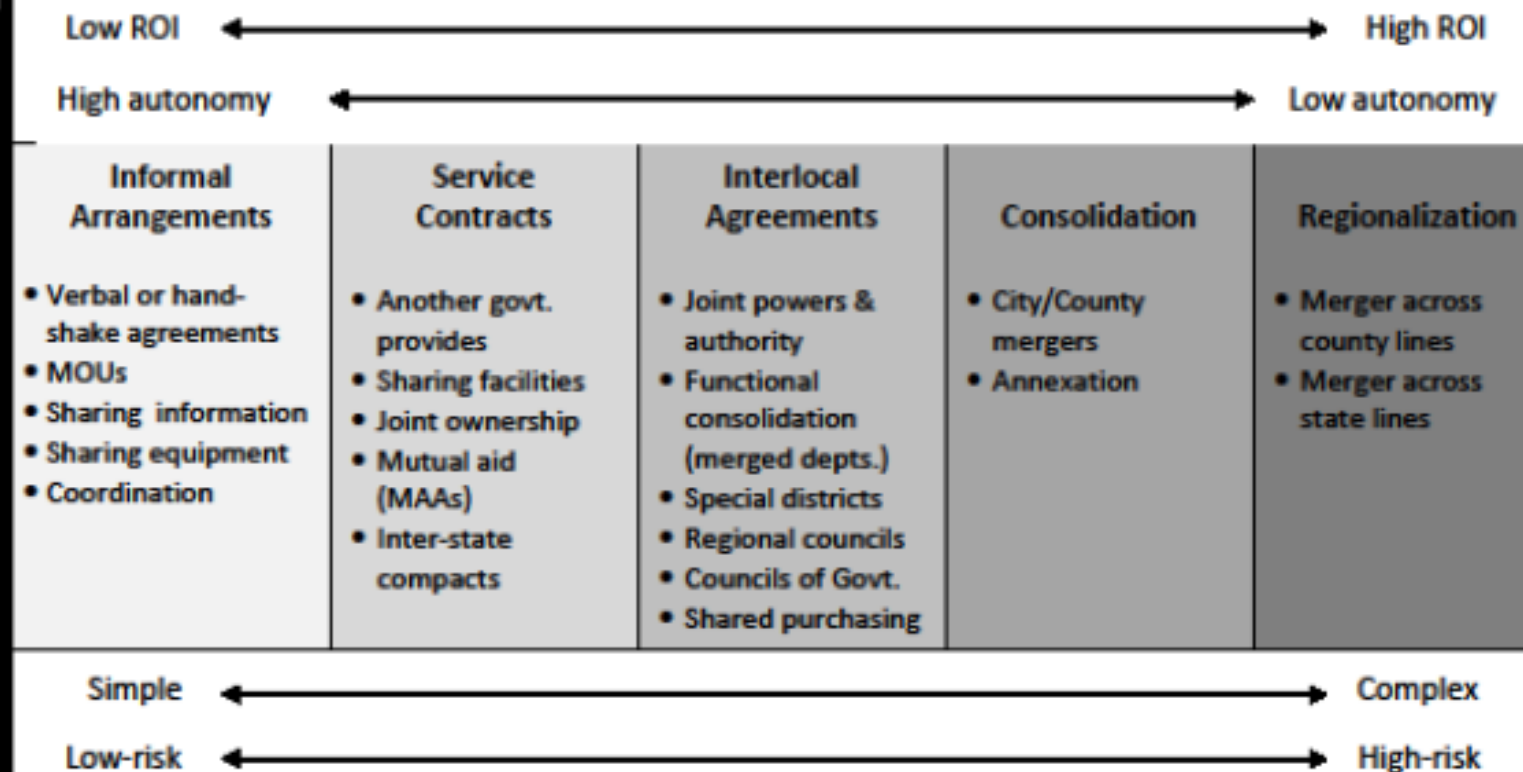 Low ROI High ROI
High autonomy Low autonomy
Informal
Arrangements
• Verbal or hand-
shake agreements
• MOUs
• Sharing information
• Sharing equipment
• Coordination
Service
Contracts
• Another govt.
provides
• Sharing facilities
• Joint ownership
• Mutual aid
(MAAs)
• Inter-state
compacts
Interlocal
Agreements
• Joint powers &
authority
• Functional
consolidation
(merged depts.)
• Special districts
• Regional councils
• Councils of Govt.
• Shared purchasing
Consolidation
• City/County
mergers
• Annexation
Regionalization
• Merger across
county lines
• Merger across
state lines
Simple Complex
Low-risk High-risk